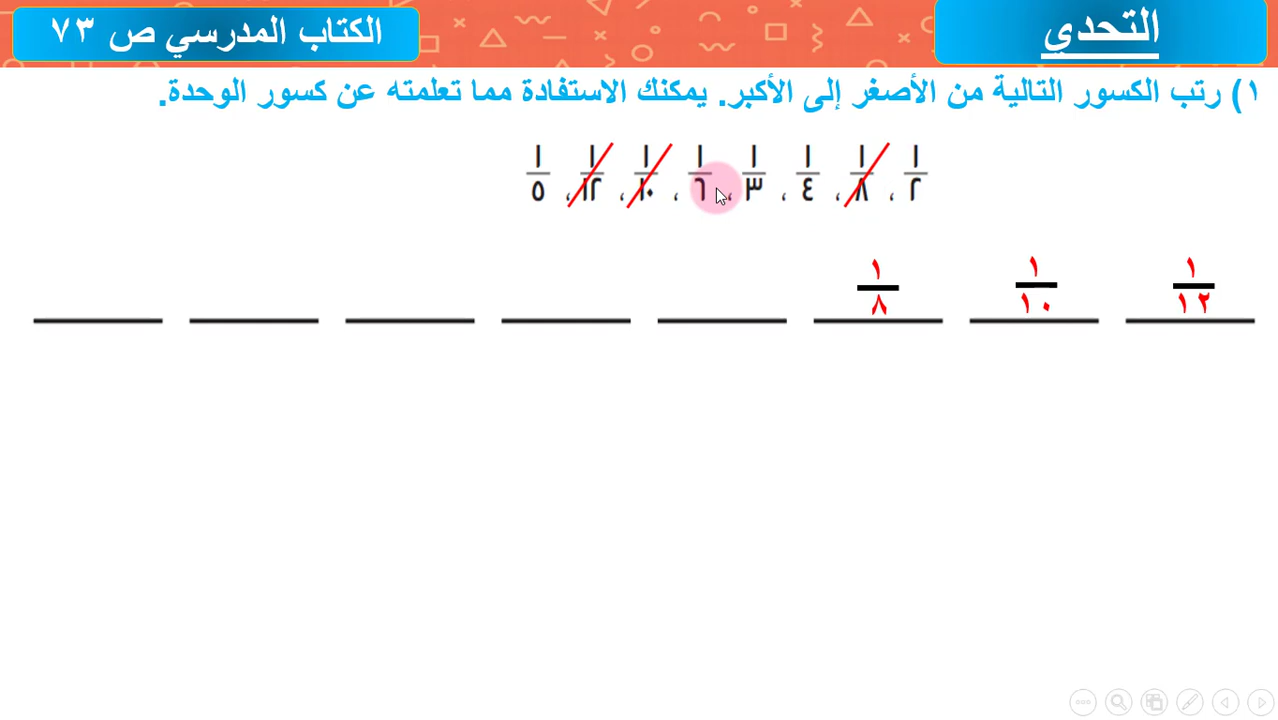 التحدي
الكتاب المدرسي ص ٧٣
١) رتب الكسور التالية من الأصغر إلى الأكبر. يمكنك الاستفادة مما تعلمته عن كسور الوحدة.
١/٢ ، ١/٨ ، ١/٤ ، ١/٣ ، ١/٦ ، ١/١٠ ، ١/١٢ ، ١/٥
١/١٢ ١/١٠ ١/٨